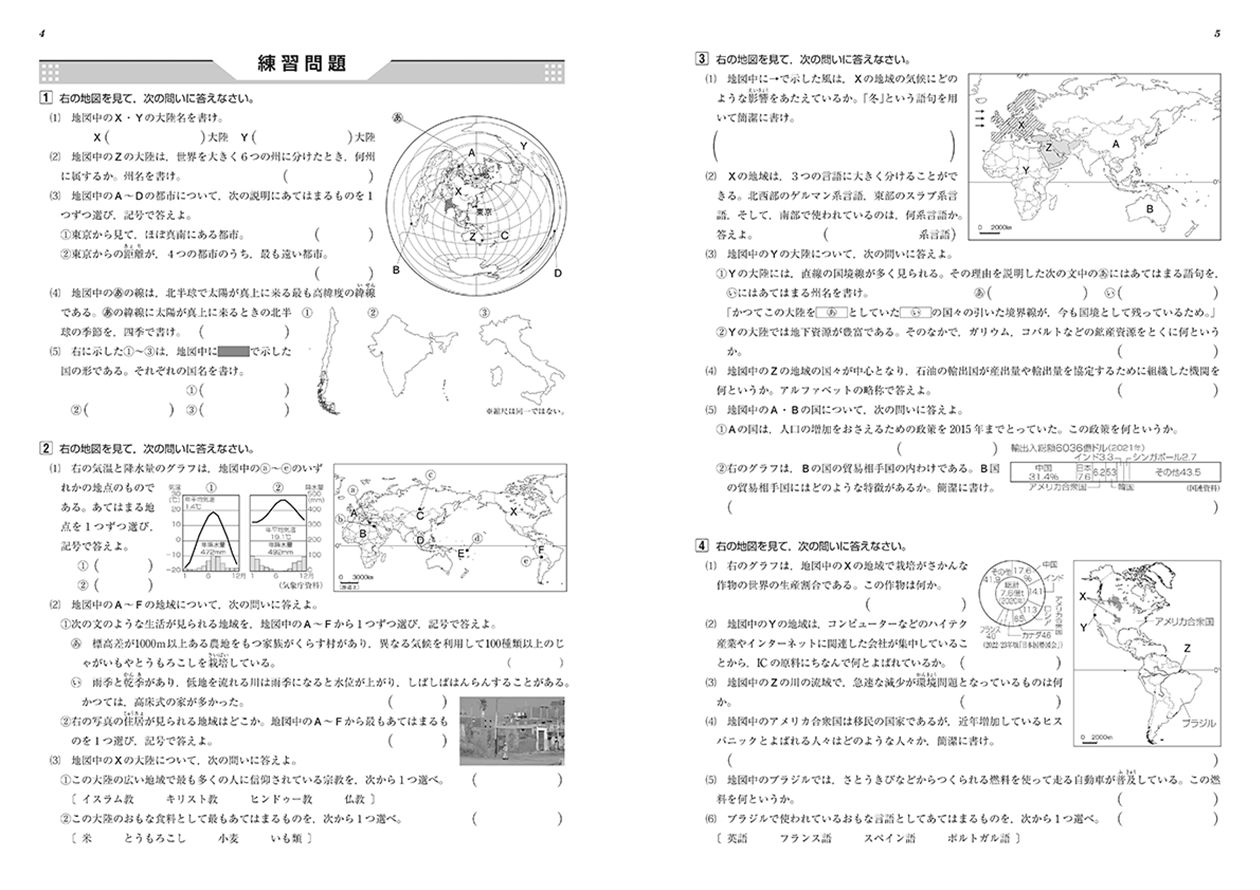 4
練習問題
1 右の地図を見て，次の問いに答えなさい。
(1) 地図中のX・Yの大陸名を書け。
X（　　）大陸　Y（　　）大陸
(2) 地図中のZの大陸は，世界を大きく6つの州に分けたとき，何州
に属するか。州名を書け。（　　）
(3) 地図中のA～Dの都市について，次の説明にあてはまるものを1
つずつ選び，記号で答えよ。
①東京から見て，ほぼ真南にある都市。（　　）
②東京からの距離が，4つの都市のうち，最も遠い都市。
（　　）
(4) 地図中のあの線は，北半球で太陽が真上に来る最も高緯度の緯線
である。あの緯線に太陽が真上に来るときの北半
球の季節を，四季で書け。（　　）
(5) 右に示した①～③は，地図中に で示した
国の形である。それぞれの国名を書け。
①（　　）
②（　　）③（　　）
あ
A
Y
X
東京
Z
C
B
D
①
②
③
※縮尺は同一ではない。
2 右の地図を見て，次の問いに答えなさい。
(1) 右の気温と降水量のグラフは，地図中のⓐ～ⓔのいず
れかの地点のもので
ある。あてはまる地
点を1つずつ選び，
記号で答えよ。
①（　　）
②（　　）
気温
30
(℃)
20
10
0
-10
-20
①
年平均気温
1.4℃
年降水量
472mm
1 6 12月
②
年平均気温
19.1℃
年降水量
492mm
1 6 12月
降水量
500
(mm)
400
300
200
100
0
(気象庁資料)
ⓐ
ⓑ
ⓒ
ⓓ
ⓔ
A
B
C
D
E
F
X
0°
0 3000km
(赤道上)
(2) 地図中のA～Fの地域について，次の問いに答えよ。
①次の文のような生活が見られる地域を，地図中のA～Fから1つずつ選び，記号で答えよ。
あ 標高差が1000m以上ある農地をもつ家族がくらす村があり，異なる気候を利用して100種類以上のじ
ゃがいもやとうもろこしを栽培している。（　　）
い 雨季と乾季があり，低地を流れる川は雨季になると水位が上がり，しばしばはんらんすることがある。
かつては，高床式の家が多かった。（　　）
②右の写真の住居が見られる地域はどこか。地図中のA～Fから最もあてはまるも
のを1つ選び，記号で答えよ。（　　）
(3) 地図中のXの大陸について，次の問いに答えよ。
①この大陸の広い地域で最も多くの人に信仰されている宗教を，次から1つ選べ。（　　）
〔 イスラム教　キリスト教　ヒンドゥー教　仏教 〕
②この大陸のおもな食料として最もあてはまるものを，次から1つ選べ。（　　）
〔 米　とうもろこし　小麦　いも類 〕
5
3 右の地図を見て，次の問いに答えなさい。
(1) 地図中に→で示した風は，Xの地域の気候にどの
ような影響をあたえているか。「冬」という語句を用
いて簡潔に書け。
（　　）
(2) Xの地域は，3つの言語に大きく分けることがで
きる。北西部のゲルマン系言語，東部のスラブ系言
語，そして，南部で使われているのは，何系言語か。
答えよ。（　　系言語）
X
Z
A
Y
B
0°
0 2000km
(3) 地図中のYの大陸について，次の問いに答えよ。
①Yの大陸には，直線の国境線が多く見られる。その理由を説明した次の文中のあにはあてはまる語句を，
いにはあてはまる州名を書け。　あ（　　）　い（　　）
「かつてこの大陸を あ としていた い の国々の引いた境界線が，今も国境として残っているため。」
②Yの大陸では地下資源が豊富である。そのなかで，ガリウム，コバルトなどの鉱産資源をとくに何という
か。（　　）
(4) 地図中のZの地域の国々が中心となり，石油の輸出国が産出量や輸出量を協定するために組織した機関を
何というか。アルファベットの略称で答えよ。（　　）
(5) 地図中のA・Bの国について，次の問いに答えよ。
①Aの国は，人口の増加をおさえるための政策を2015年までとっていた。この政策を何というか。
（　　）
②右のグラフは，Bの国の貿易相手国の内わけである。B国
の貿易相手国にはどのような特徴があるか。簡潔に書け。
（　　）
輸出入総額6036億ドル(2021年)
インド3.3 シンガポール2.7
中国
31.4%
日本
7.6
6.2
5.3
その他43.5
アメリカ合衆国
韓国
(国連資料)
4 右の地図を見て，次の問いに答えなさい。
(1) 右のグラフは，地図中のXの地域で栽培がさかんな
作物の世界の生産割合である。この作物は何か。
（　　）
(2) 地図中のYの地域は，コンピューターなどのハイテク
産業やインターネットに関連した会社が集中しているこ
とから，ICの原料にちなんで何とよばれているか。（　　）
(3) 地図中のZの川の流域で，急速な減少が環境問題となっているものは何
か。（　　）
(4) 地図中のアメリカ合衆国は移民の国家であるが，近年増加しているヒス
パニックとよばれる人々はどのような人々か，簡潔に書け。
（　　）
中国
17.6
%
インド
14.1
ロシア
11.3
アメリカ合衆国
6.5
カナダ4.6
フランス
4.0
その他
41.9
総計
7.6億t
(2020年)
(2022/23年版「日本国勢図会」)
X
Y
アメリカ合衆国
Z
ブラジル
0 2000km
(5) 地図中のブラジルでは，さとうきびなどからつくられる燃料を使って走る自動車が普及している。この燃
料を何というか。（　　）
(6) ブラジルで使われているおもな言語としてあてはまるものを，次から1つ選べ。（　　）
〔 英語　フランス語　スペイン語　ポルトガル語 〕